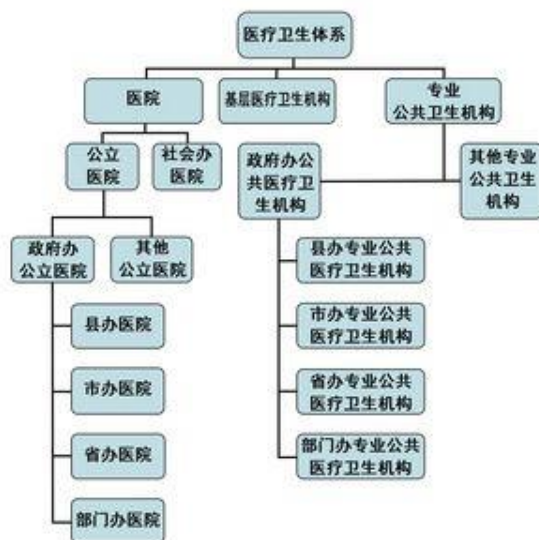 医疗卫生体系
医院
基层医疗卫生机构
专业
公共卫生机构
公立
医院
社会办
医院
政府办公
共医疗卫
生机构
其他专业
公共卫生
机构
政府办
公立医院
其他
公立医院
县办医院
市办医院
省办医院
部门办医院
县办专业公共
医疗卫生机构
市办专业公共
医疗卫生机构
省办专业公共
医疗卫生机构
部门办专业公共
医疗卫生机构